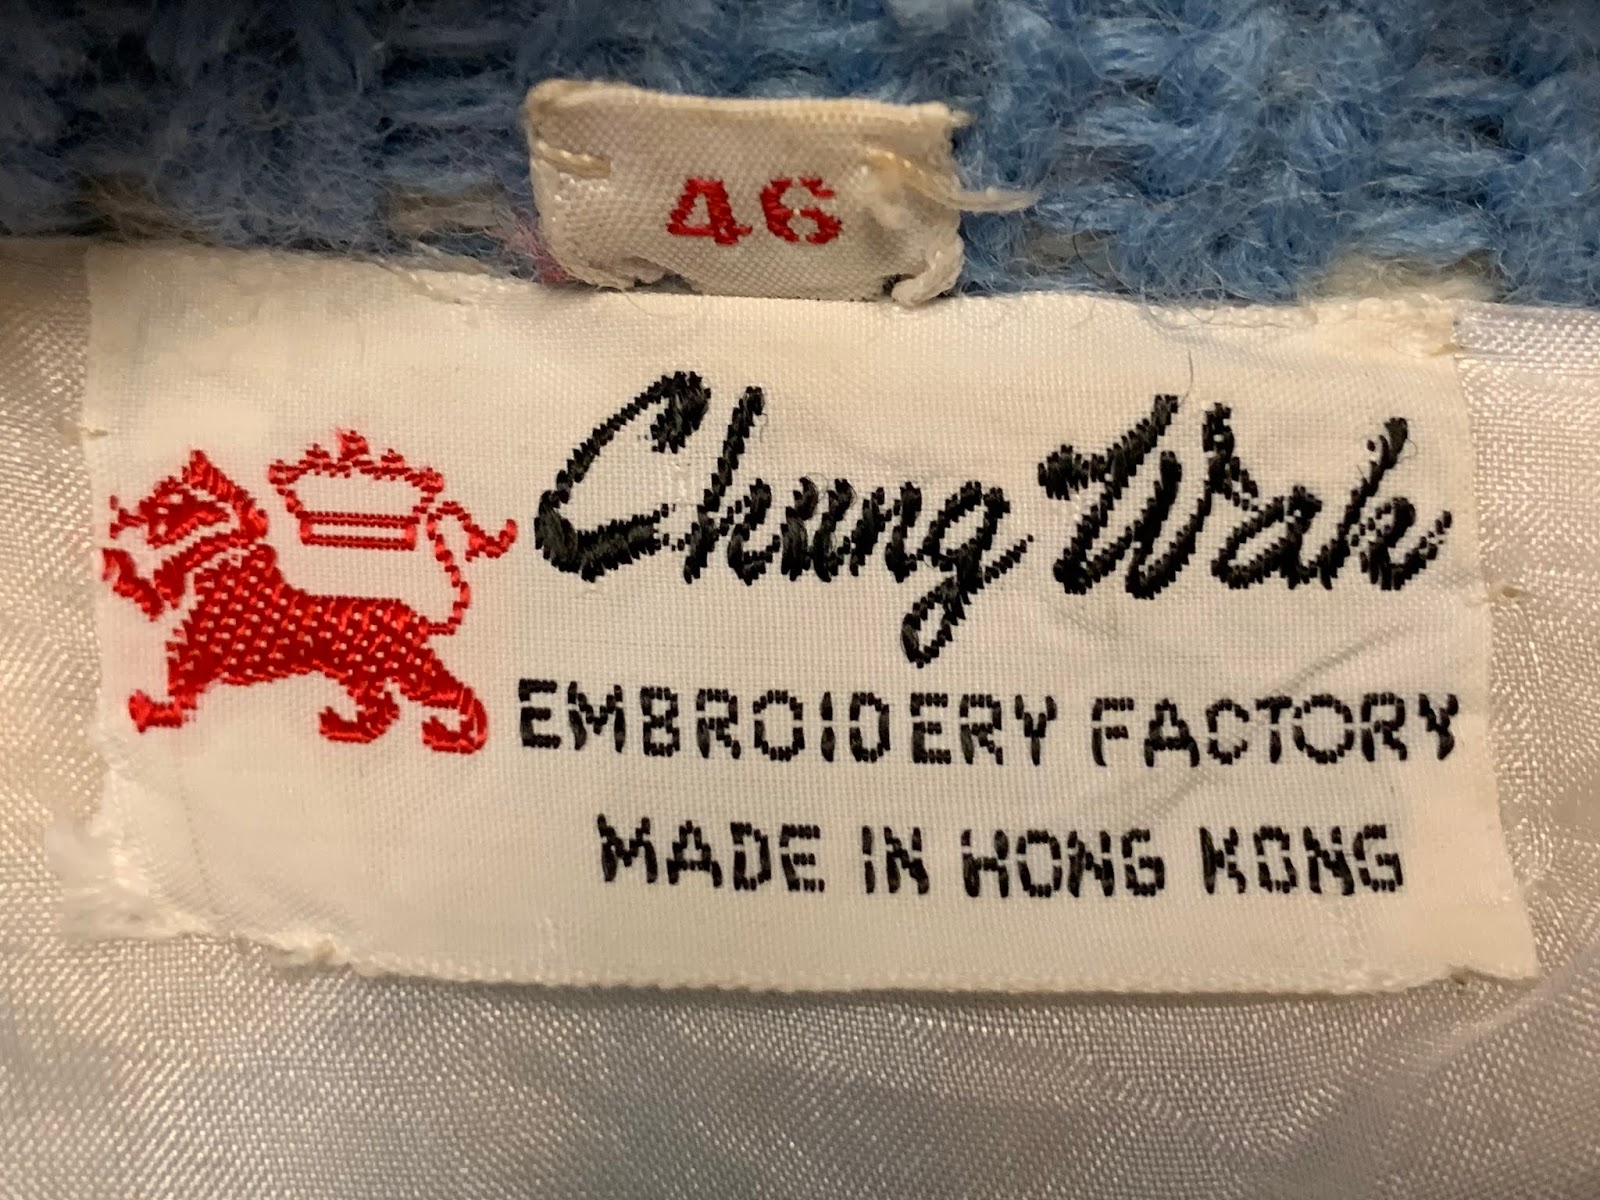 46
Chung Wah
EMBROIDERY FACTORY
MADE IN HONG KONG